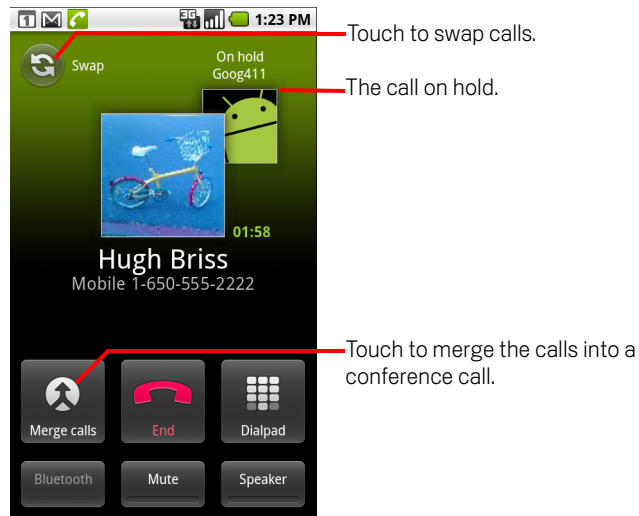 1
3G
1:23 PM
Swap
On hold
Goog411
01:58
Hugh Briss
Mobile 1-650-555-2222
Merge calls
End
Dialpad
Bluetooth
Mute
Speaker
Touch to swap calls.
The call on hold.
Touch to merge the calls into a
conference call.